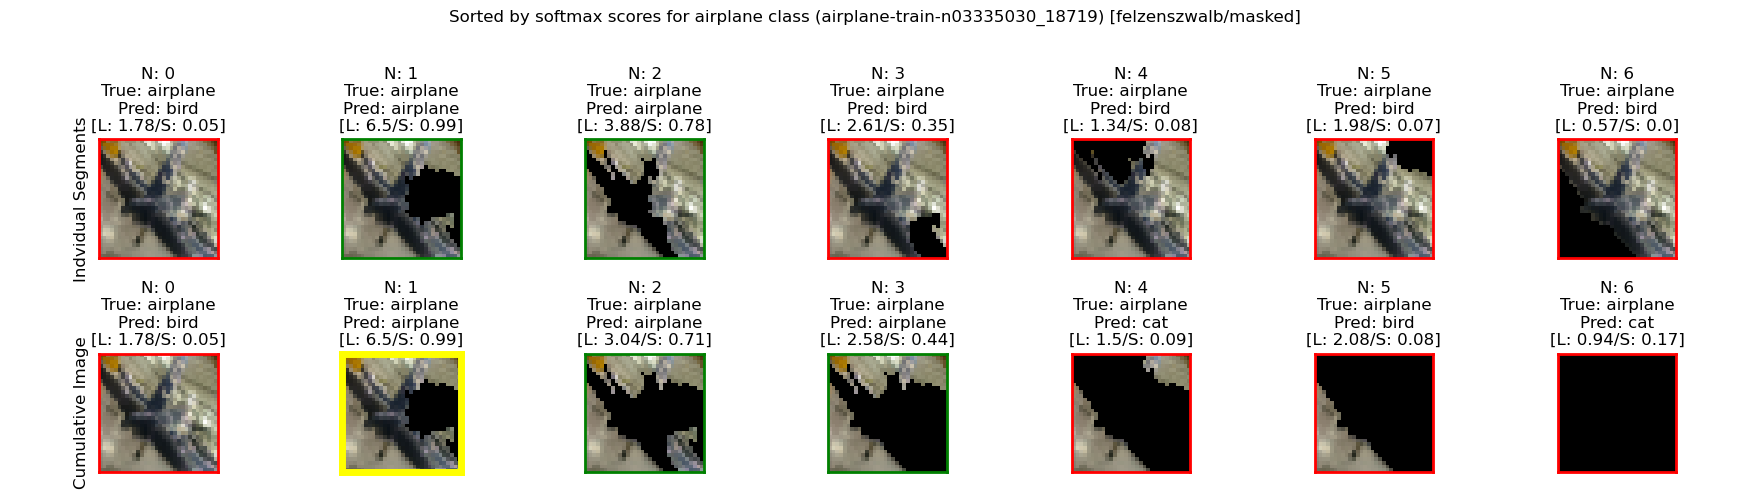 Sorted by softmax scores for airplane class (airplane-train-n03335030_18719) [felzenszwalb/masked]
Indvidual Segments
N: 0
True: airplane
Pred: bird
[L: 1.78/S: 0.05]
N: 1
True: airplane
Pred: airplane
[L: 6.5/S: 0.99]
N: 2
True: airplane
Pred: airplane
[L: 3.88/S: 0.78]
N: 3
True: airplane
Pred: bird
[L: 2.61/S: 0.35]
N: 4
True: airplane
Pred: bird
[L: 1.34/S: 0.08]
N: 5
True: airplane
Pred: bird
[L: 1.98/S: 0.07]
N: 6
True: airplane
Pred: bird
[L: 0.57/S: 0.0]
Cumulative Image
N: 0
True: airplane
Pred: bird
[L: 1.78/S: 0.05]
N: 1
True: airplane
Pred: airplane
[L: 6.5/S: 0.99]
N: 2
True: airplane
Pred: airplane
[L: 3.04/S: 0.71]
N: 3
True: airplane
Pred: airplane
[L: 2.58/S: 0.44]
N: 4
True: airplane
Pred: cat
[L: 1.5/S: 0.09]
N: 5
True: airplane
Pred: bird
[L: 2.08/S: 0.08]
N: 6
True: airplane
Pred: cat
[L: 0.94/S: 0.17]